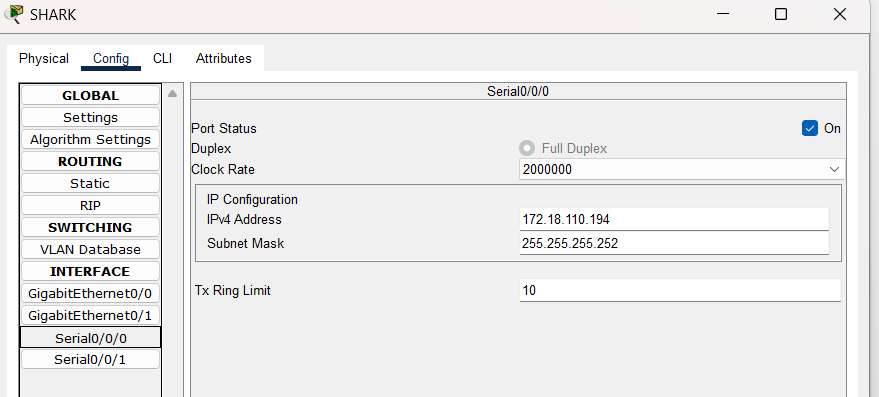 SHARK
Physical Config CLI Attributes
GLOBAL
Settings
Algorithm Settings
ROUTING
Static
RIP
SWITCHING
VLAN Database
INTERFACE
GigabitEthernet0/0
GigabitEthernet0/1
Serial0/0/0
Serial0/0/1
Serial0/0/0
Port Status On
Duplex Full Duplex
Clock Rate 2000000
IP Configuration
IPv4 Address 172.18.110.194
Subnet Mask 255.255.255.252
Tx Ring Limit 10